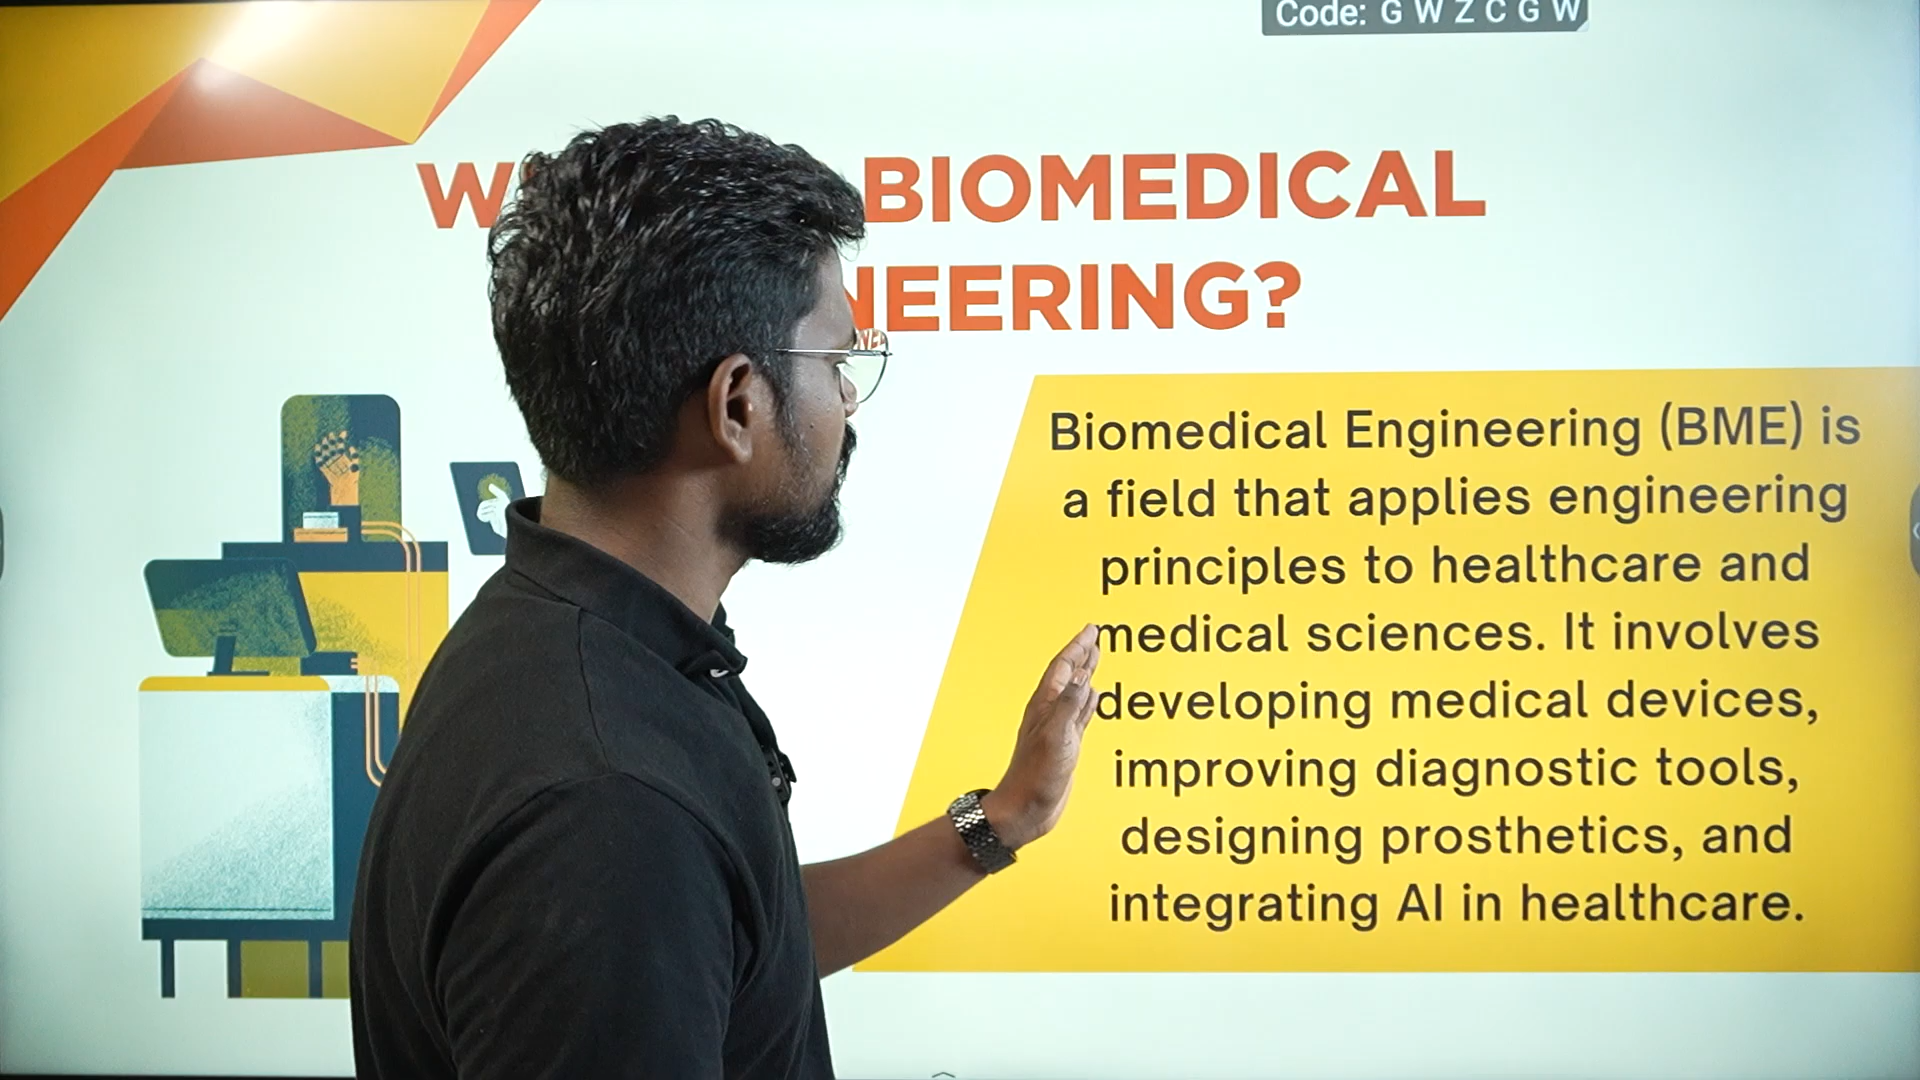 Code: G W Z C G W
BIOMEDICAL
NEERING?
Biomedical Engineering (BME) is
a field that applies engineering
principles to healthcare and
medical sciences. It involves
developing medical devices,
improving diagnostic tools,
designing prosthetics, and
integrating AI in healthcare.